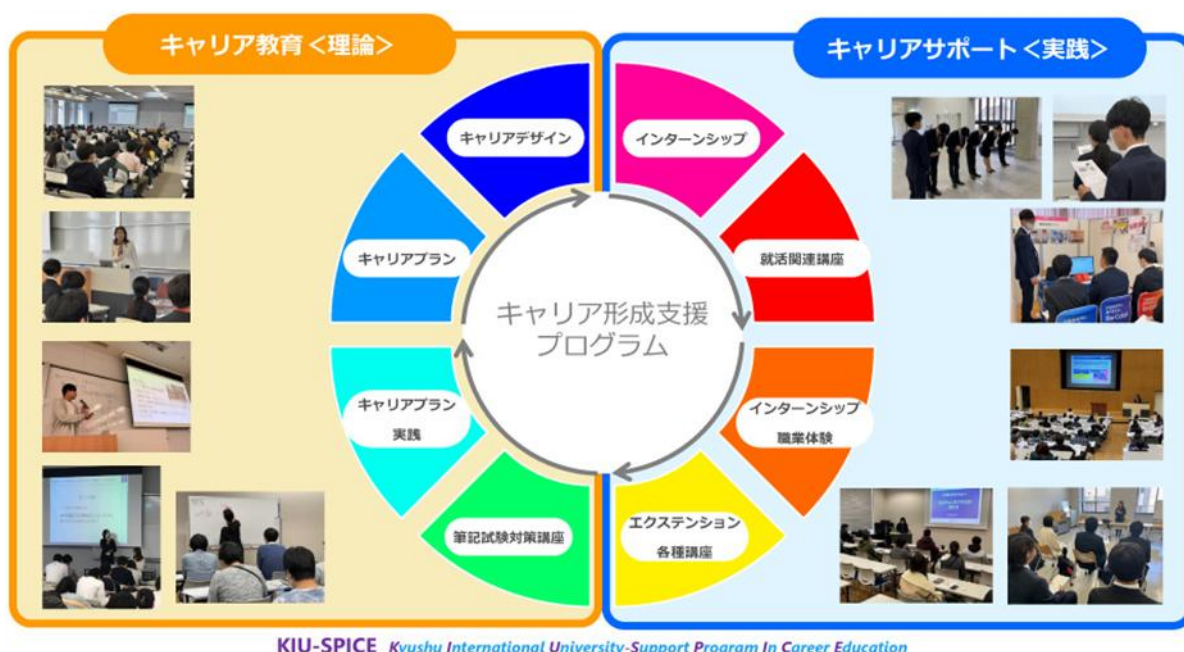 キャリア教育＜理論＞
キャリアサポート＜実践＞
キャリアデザイン
インターンシップ
キャリアプラン
就活関連講座
キャリア形成支援
プログラム
キャリアプラン
実践
インターンシップ
職業体験
筆記試験対策講座
エクステンション
各種講座
KIU-SPICE Kyushu International University-Support Program In Career Education